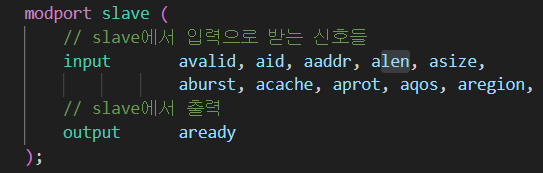 modport slave (
// slave에서 입력으로 받는 신호들
input avalid, aid, aaddr, alen, asize,
aburst, acache, aprot, aqos, aregion,
// slave에서 출력
output aready
);